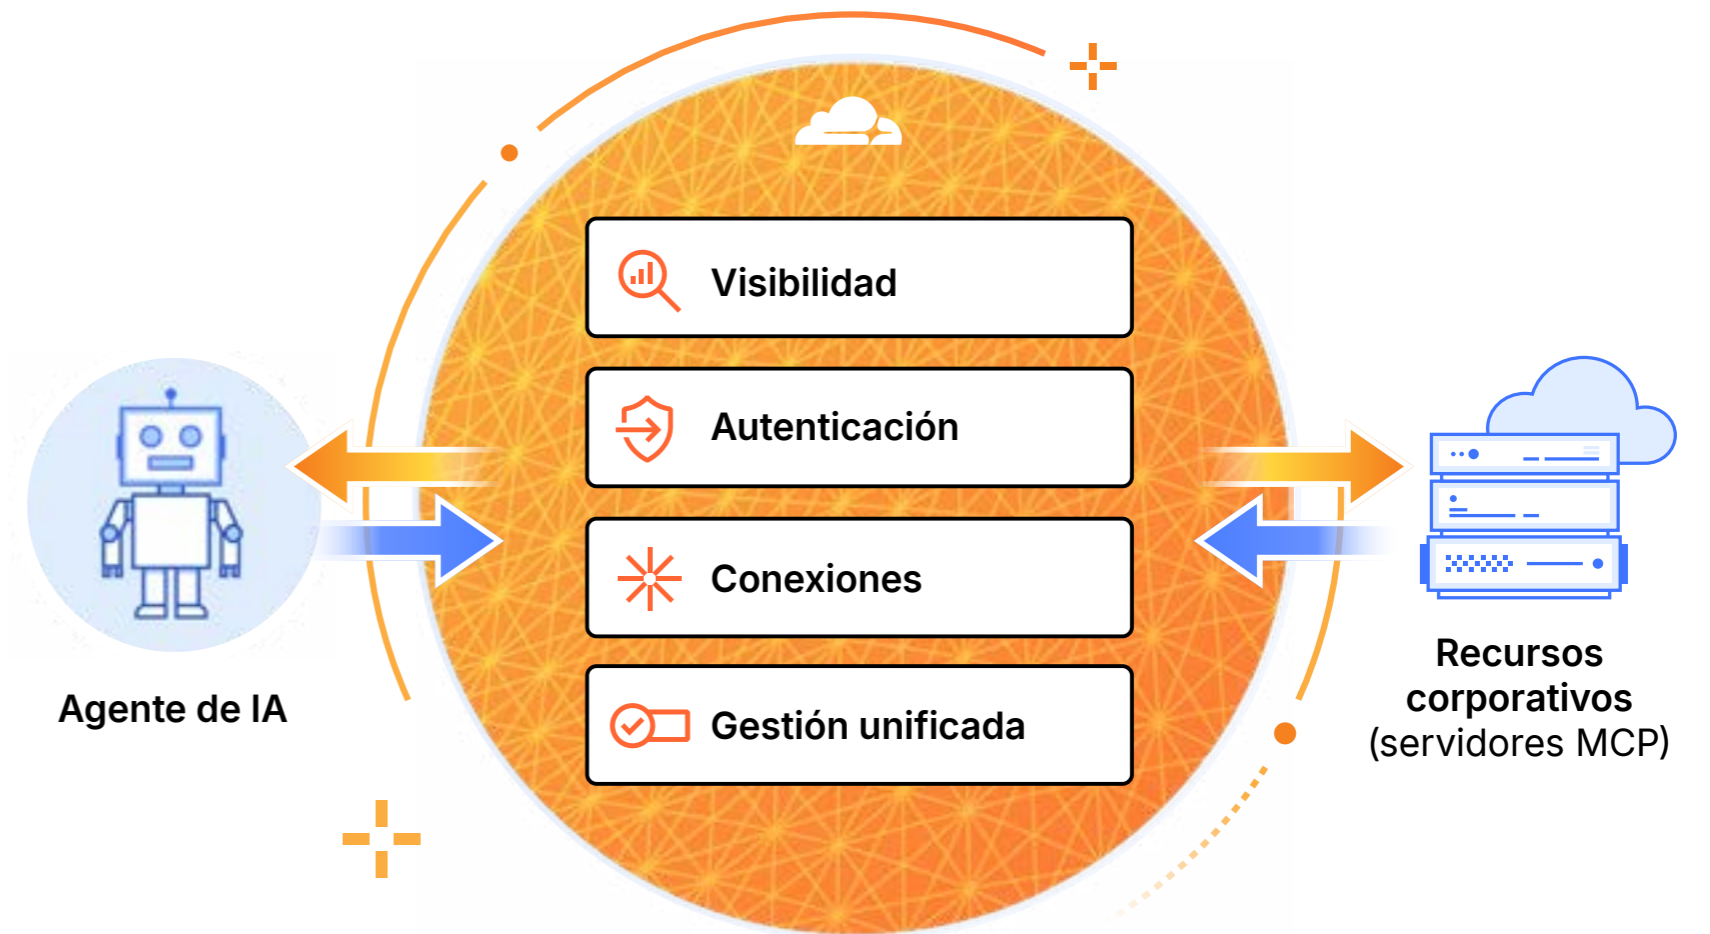 Visibilidad
Autenticación
Conexiones
Gestión unificada
Agente de IA
Recursos
corporativos
(servidores MCP)